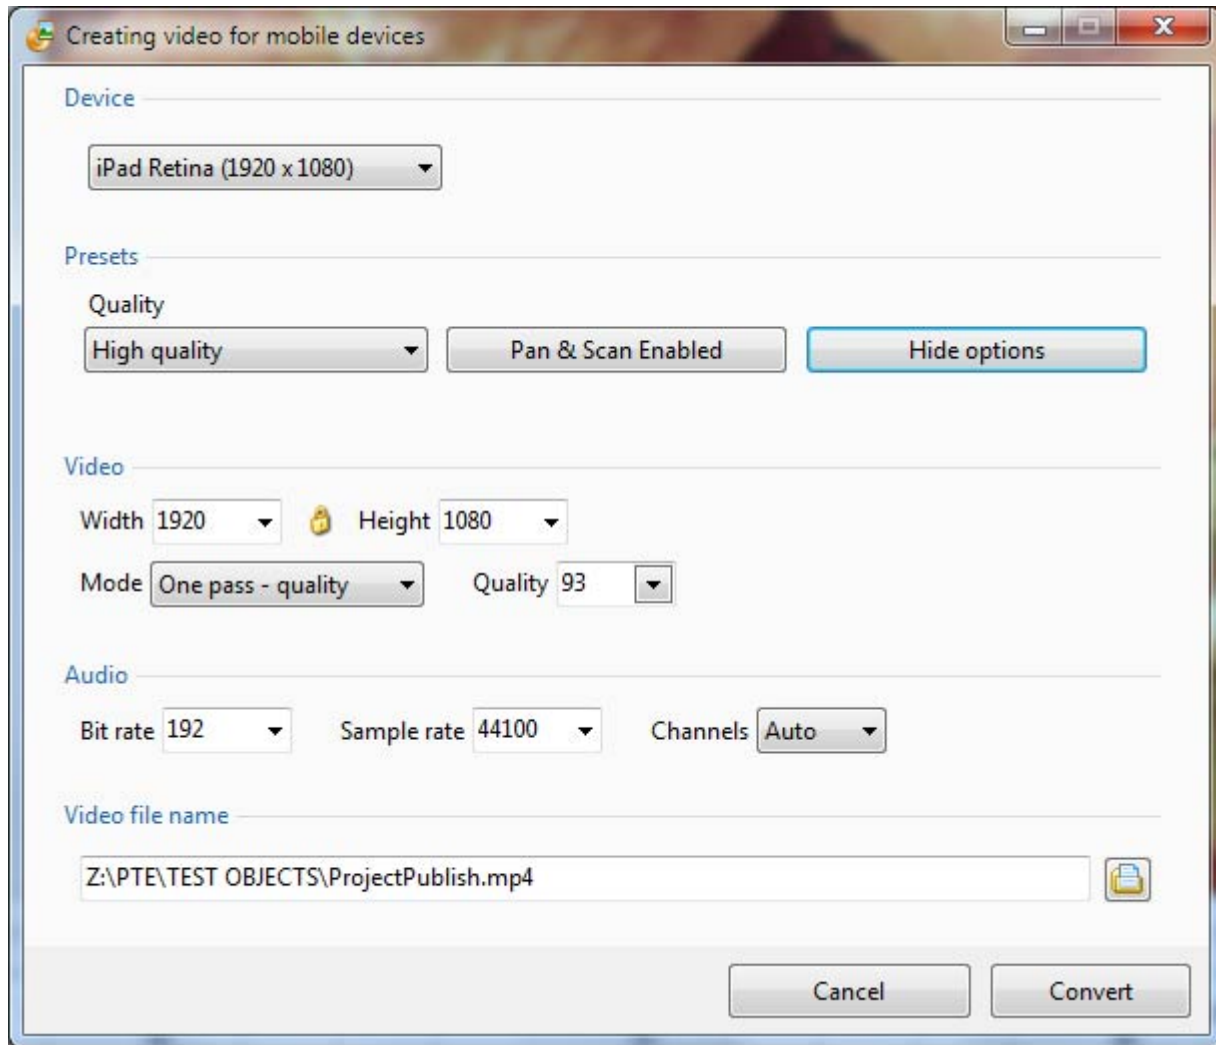 Creating video for mobile devices
Device
iPad Retina (1920 x 1080)
Presets
Quality
High quality Pan & Scan Enabled Hide options
Video
Width 1920 Height 1080
Mode One pass - quality Quality 93
Audio
Bit rate 192 Sample rate 44100 Channels Auto
Video file name
Z:\PTE\TEST OBJECTS\ProjectPublish.mp4
Cancel Convert